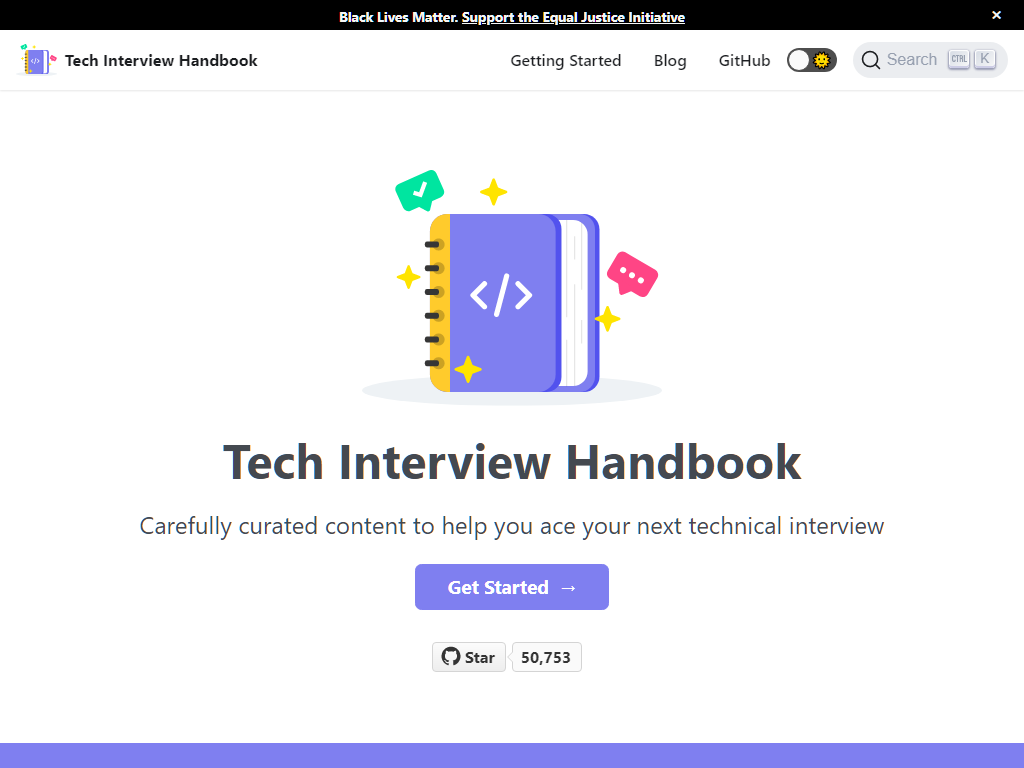 Black Lives Matter. Support the Equal Justice Initiative ×
Tech Interview Handbook Getting Started Blog GitHub Search CTRL K
</>
Tech Interview Handbook
Carefully curated content to help you ace your next technical interview
Get Started →
Star 50,753